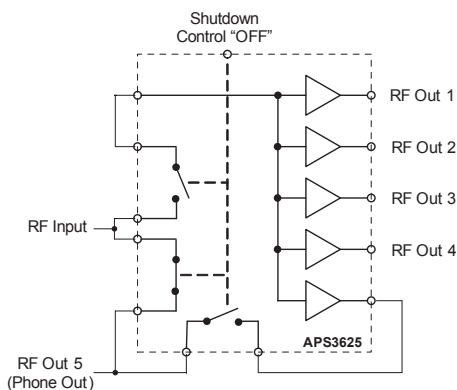 Shutdown
Control “OFF”
RF Out 1
RF Out 2
RF Out 3
RF Input
RF Out 4
APS3625
RF Out 5
(Phone Out)